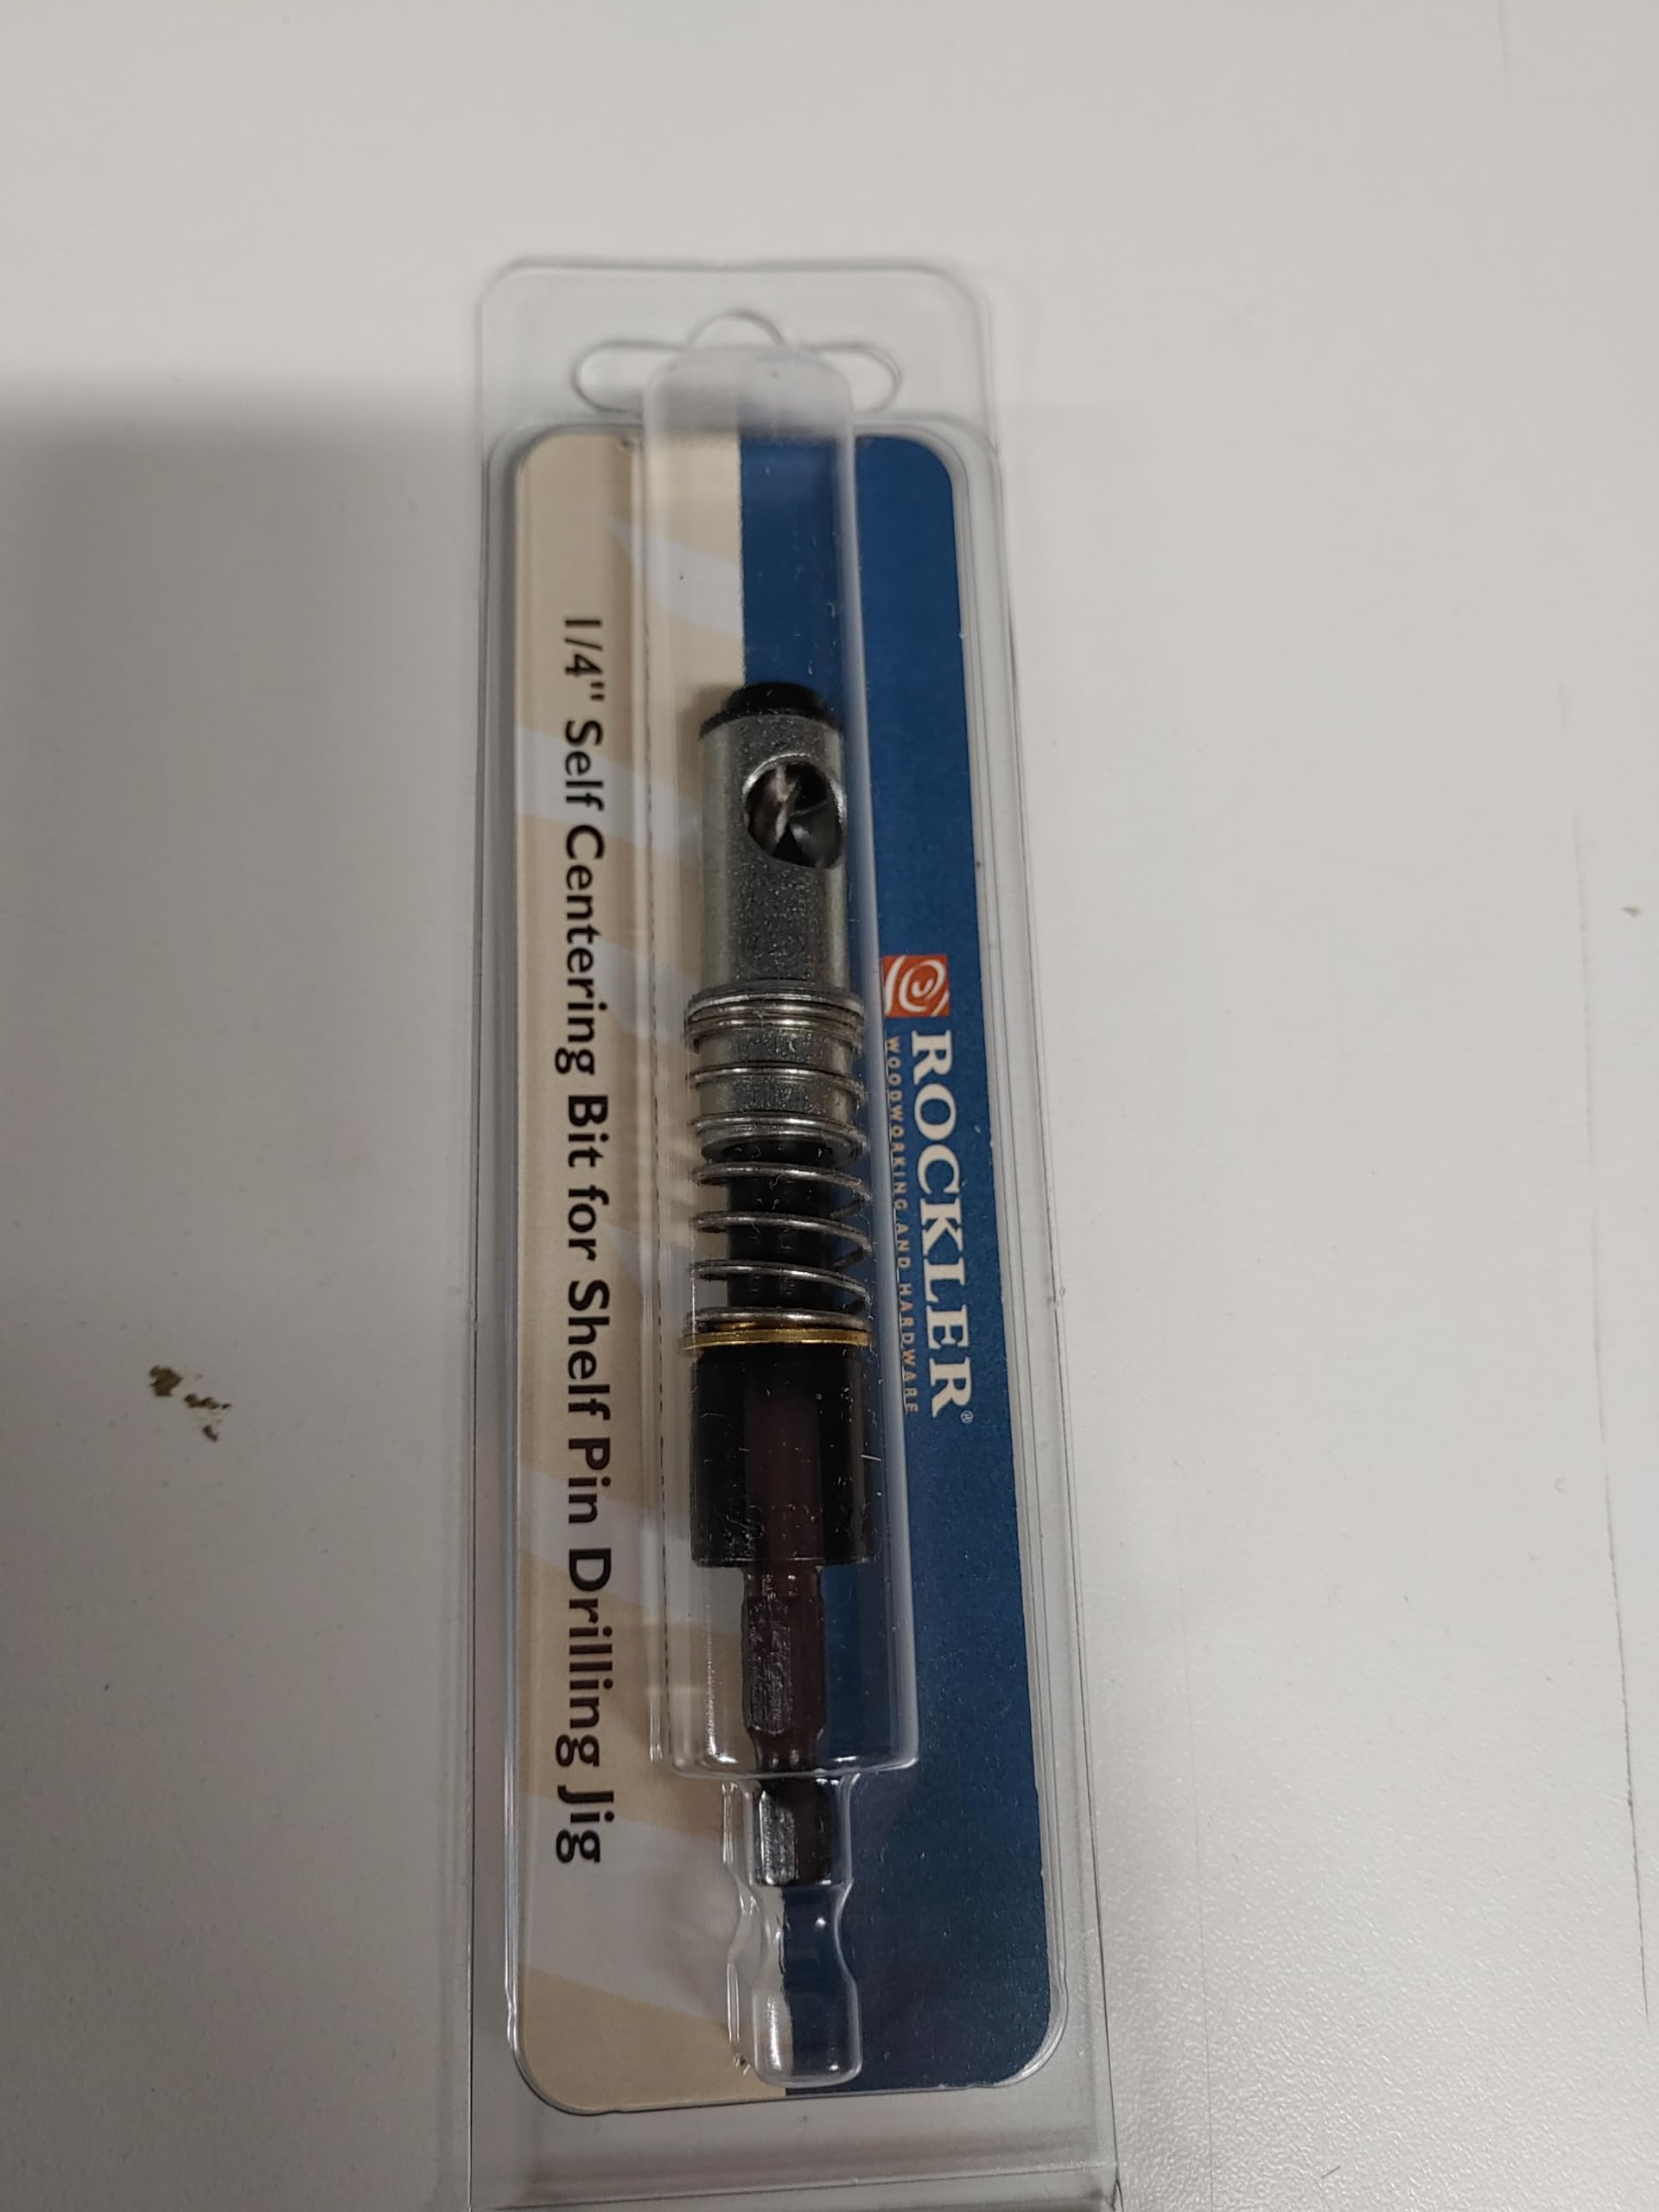 ROCKLER®
WOODWORKING AND HARDWARE
1/4" Self Centering Bit for Shelf Pin Drilling Jig